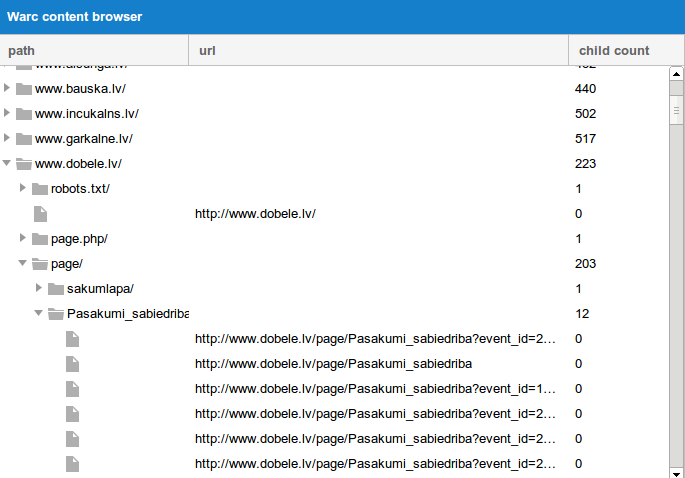 Warc content browser
path url child count
www.bauska.lv/ 440
www.incukalns.lv/ 502
www.garkalne.lv/ 517
www.dobele.lv/ 223
robots.txt/ 1
http://www.dobele.lv/ 0
page.php/ 1
page/ 203
sakumlapa/ 1
Pasakumi_sabiedriba 12
http://www.dobele.lv/page/Pasakumi_sabiedriba?event_id=2... 0
http://www.dobele.lv/page/Pasakumi_sabiedriba 0
http://www.dobele.lv/page/Pasakumi_sabiedriba?event_id=1... 0
http://www.dobele.lv/page/Pasakumi_sabiedriba?event_id=2... 0
http://www.dobele.lv/page/Pasakumi_sabiedriba?event_id=2... 0
http://www.dobele.lv/page/Pasakumi_sabiedriba?event_id=2... 0